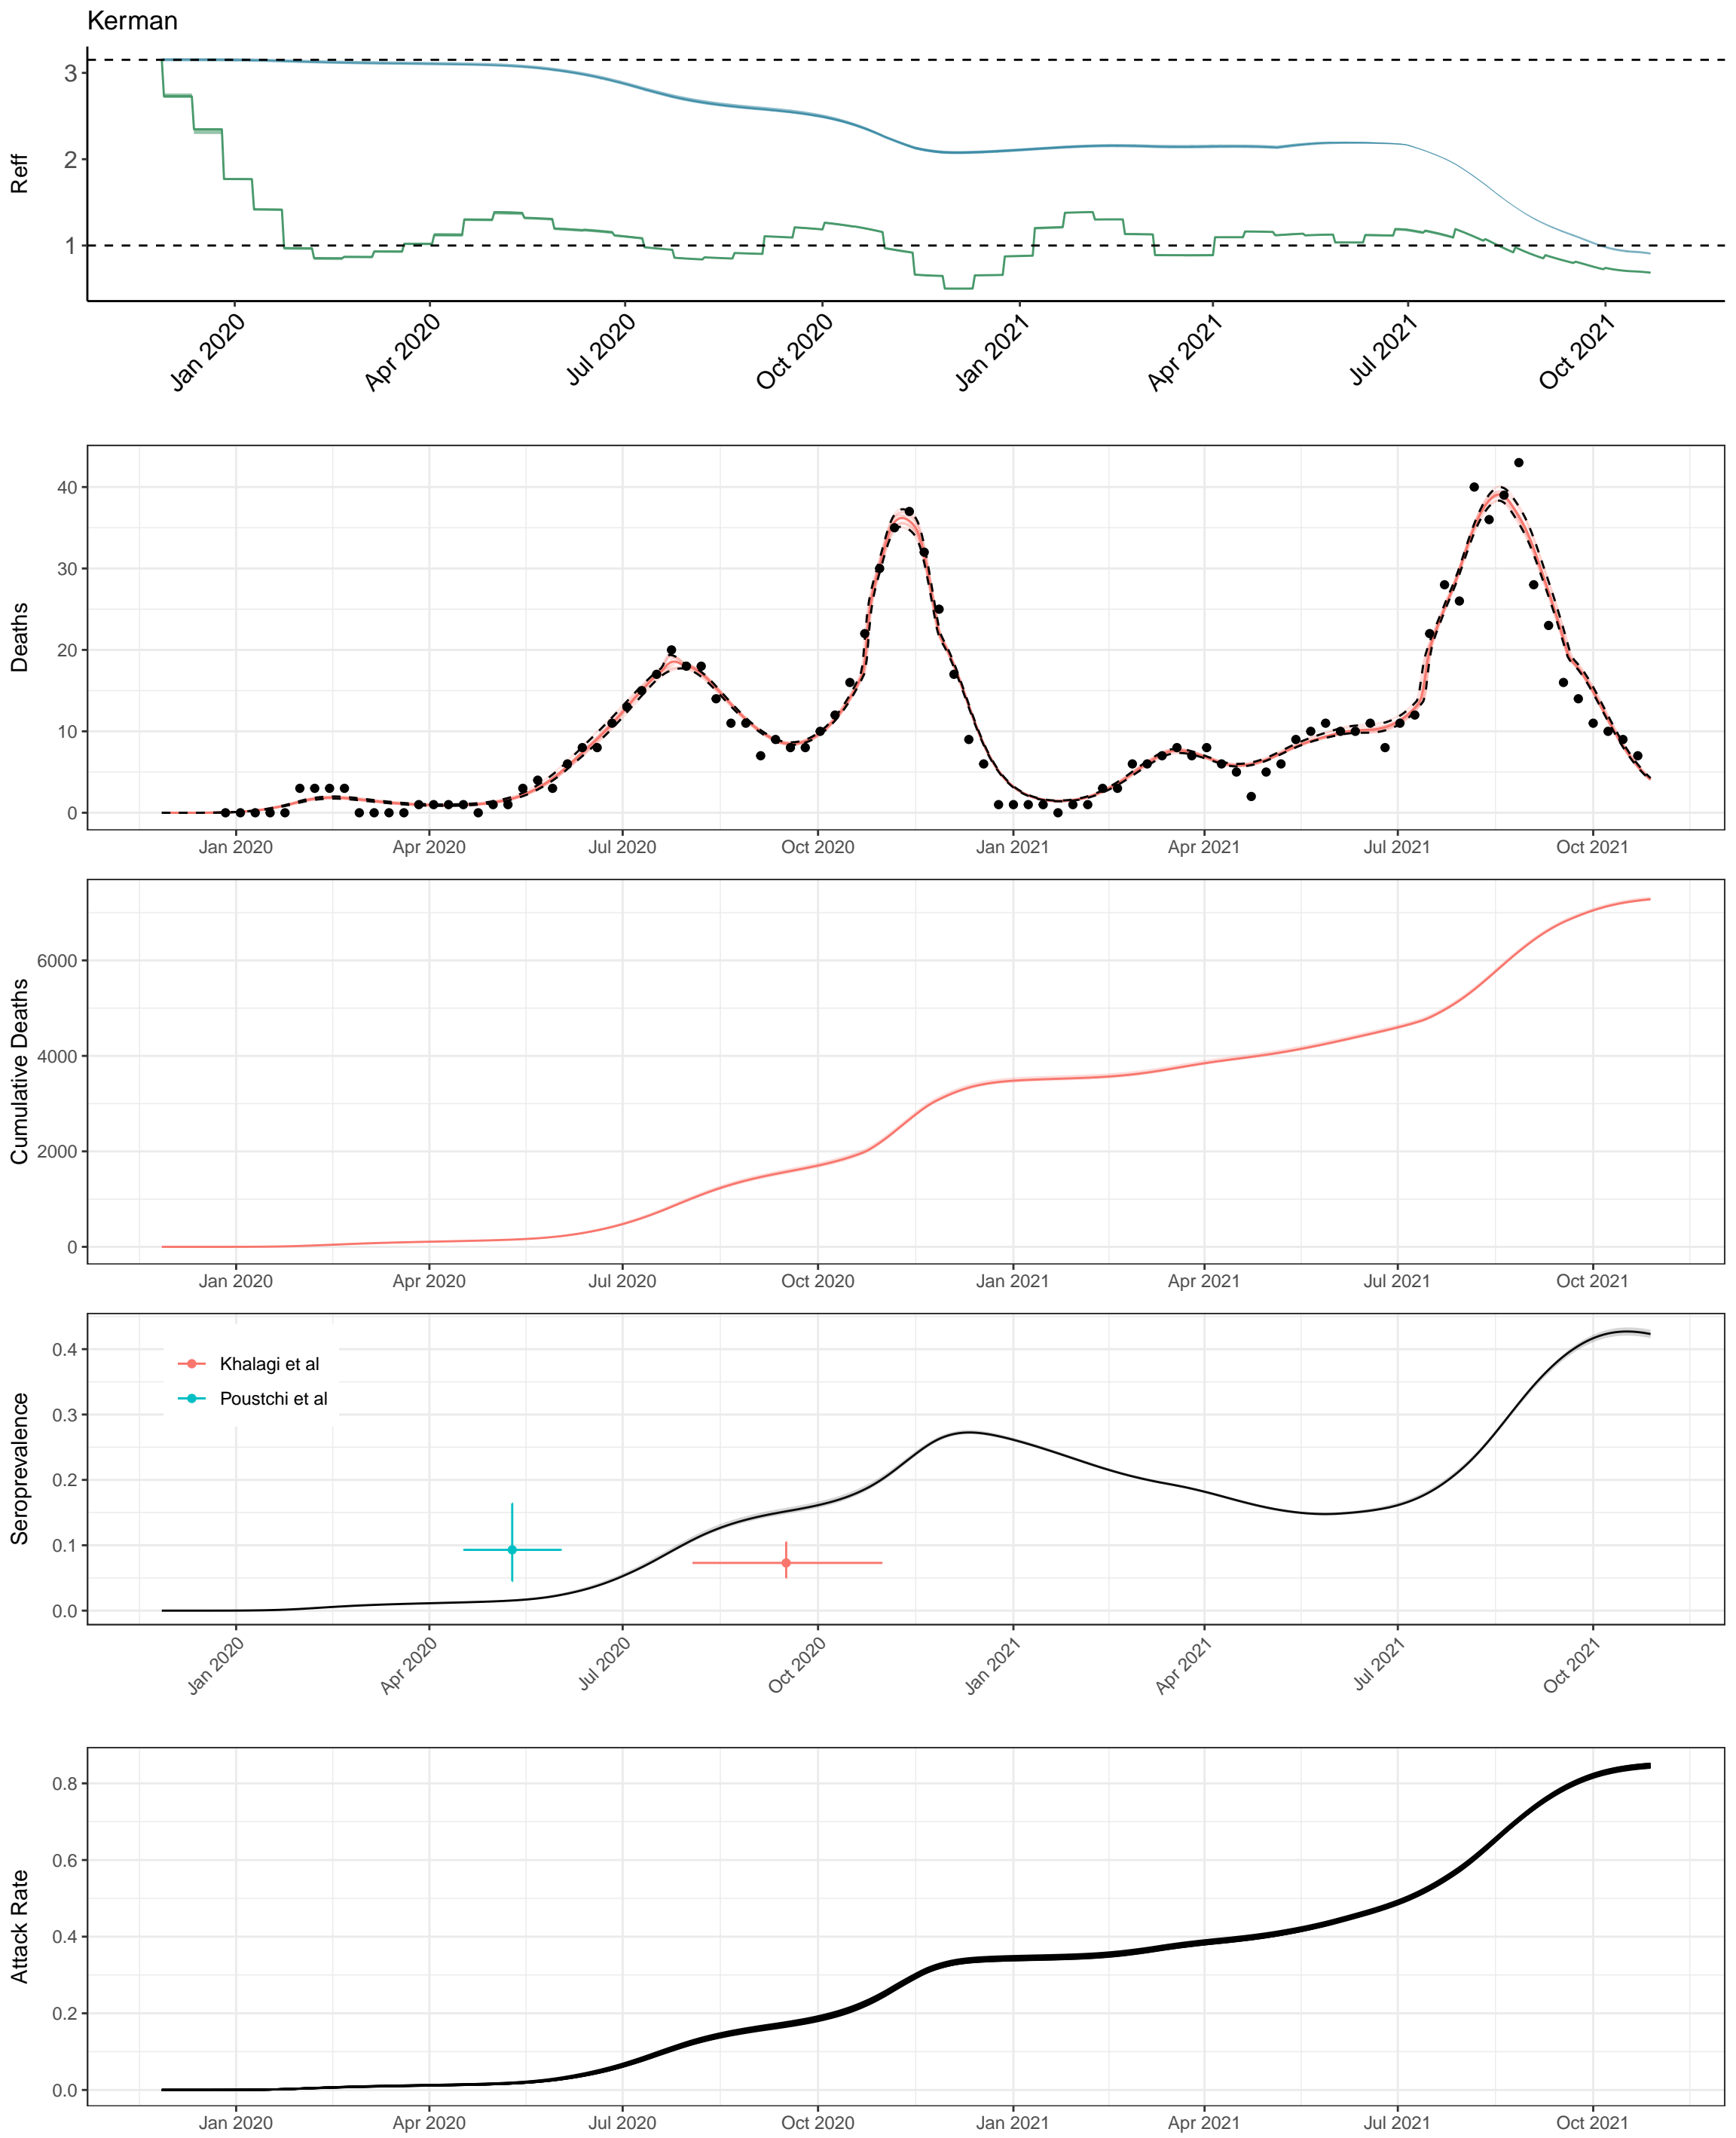 Kerman
Reff
3
2
1
Jan 2020
Apr 2020
Jul 2020
Oct 2020
Jan 2021
Apr 2021
Jul 2021
Oct 2021
Deaths
40
30
20
10
0
Jan 2020
Apr 2020
Jul 2020
Oct 2020
Jan 2021
Apr 2021
Jul 2021
Oct 2021
Cumulative Deaths
6000
4000
2000
0
Jan 2020
Apr 2020
Jul 2020
Oct 2020
Jan 2021
Apr 2021
Jul 2021
Oct 2021
Seroprevalence
0.4
0.3
0.2
0.1
0.0
Khalagi et al
Poustchi et al
Jan 2020
Apr 2020
Jul 2020
Oct 2020
Jan 2021
Apr 2021
Jul 2021
Oct 2021
Attack Rate
0.8
0.6
0.4
0.2
0.0
Jan 2020
Apr 2020
Jul 2020
Oct 2020
Jan 2021
Apr 2021
Jul 2021
Oct 2021